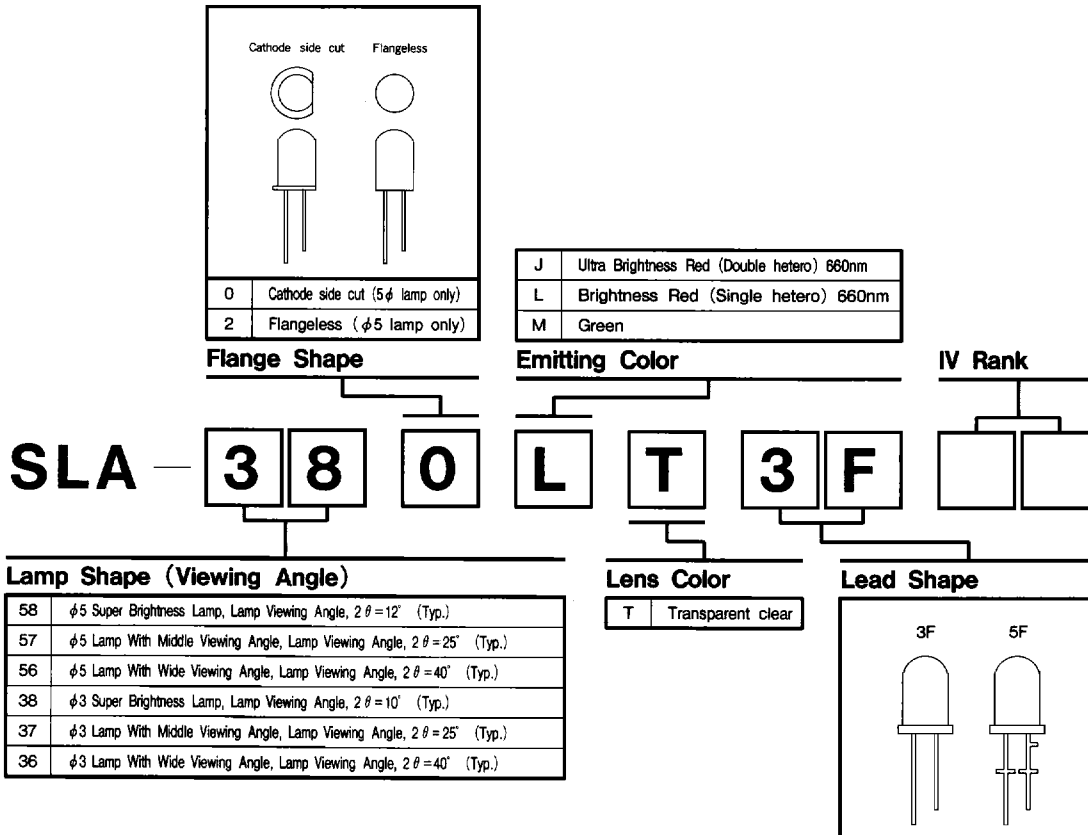 Cathode side cut Flangeless
0 Cathode side cut (5φ lamp only)
2 Flangeless (φ5 lamp only)
Flange Shape
J Ultra Brightness Red (Double hetero) 660nm
L Brightness Red (Single hetero) 660nm
M Green
Emitting Color
IV Rank
SLA — 3 8 0 L T 3 F
Lamp Shape (Viewing Angle)
58 φ5 Super Brightness Lamp, Lamp Viewing Angle, 2θ=12° (Typ.)
57 φ5 Lamp With Middle Viewing Angle, Lamp Viewing Angle, 2θ=25° (Typ.)
56 φ5 Lamp With Wide Viewing Angle, Lamp Viewing Angle, 2θ=40° (Typ.)
38 φ3 Super Brightness Lamp, Lamp Viewing Angle, 2θ=10° (Typ.)
37 φ3 Lamp With Middle Viewing Angle, Lamp Viewing Angle, 2θ=25° (Typ.)
36 φ3 Lamp With Wide Viewing Angle, Lamp Viewing Angle, 2θ=40° (Typ.)
Lens Color
T Transparent clear
Lead Shape
3F 5F